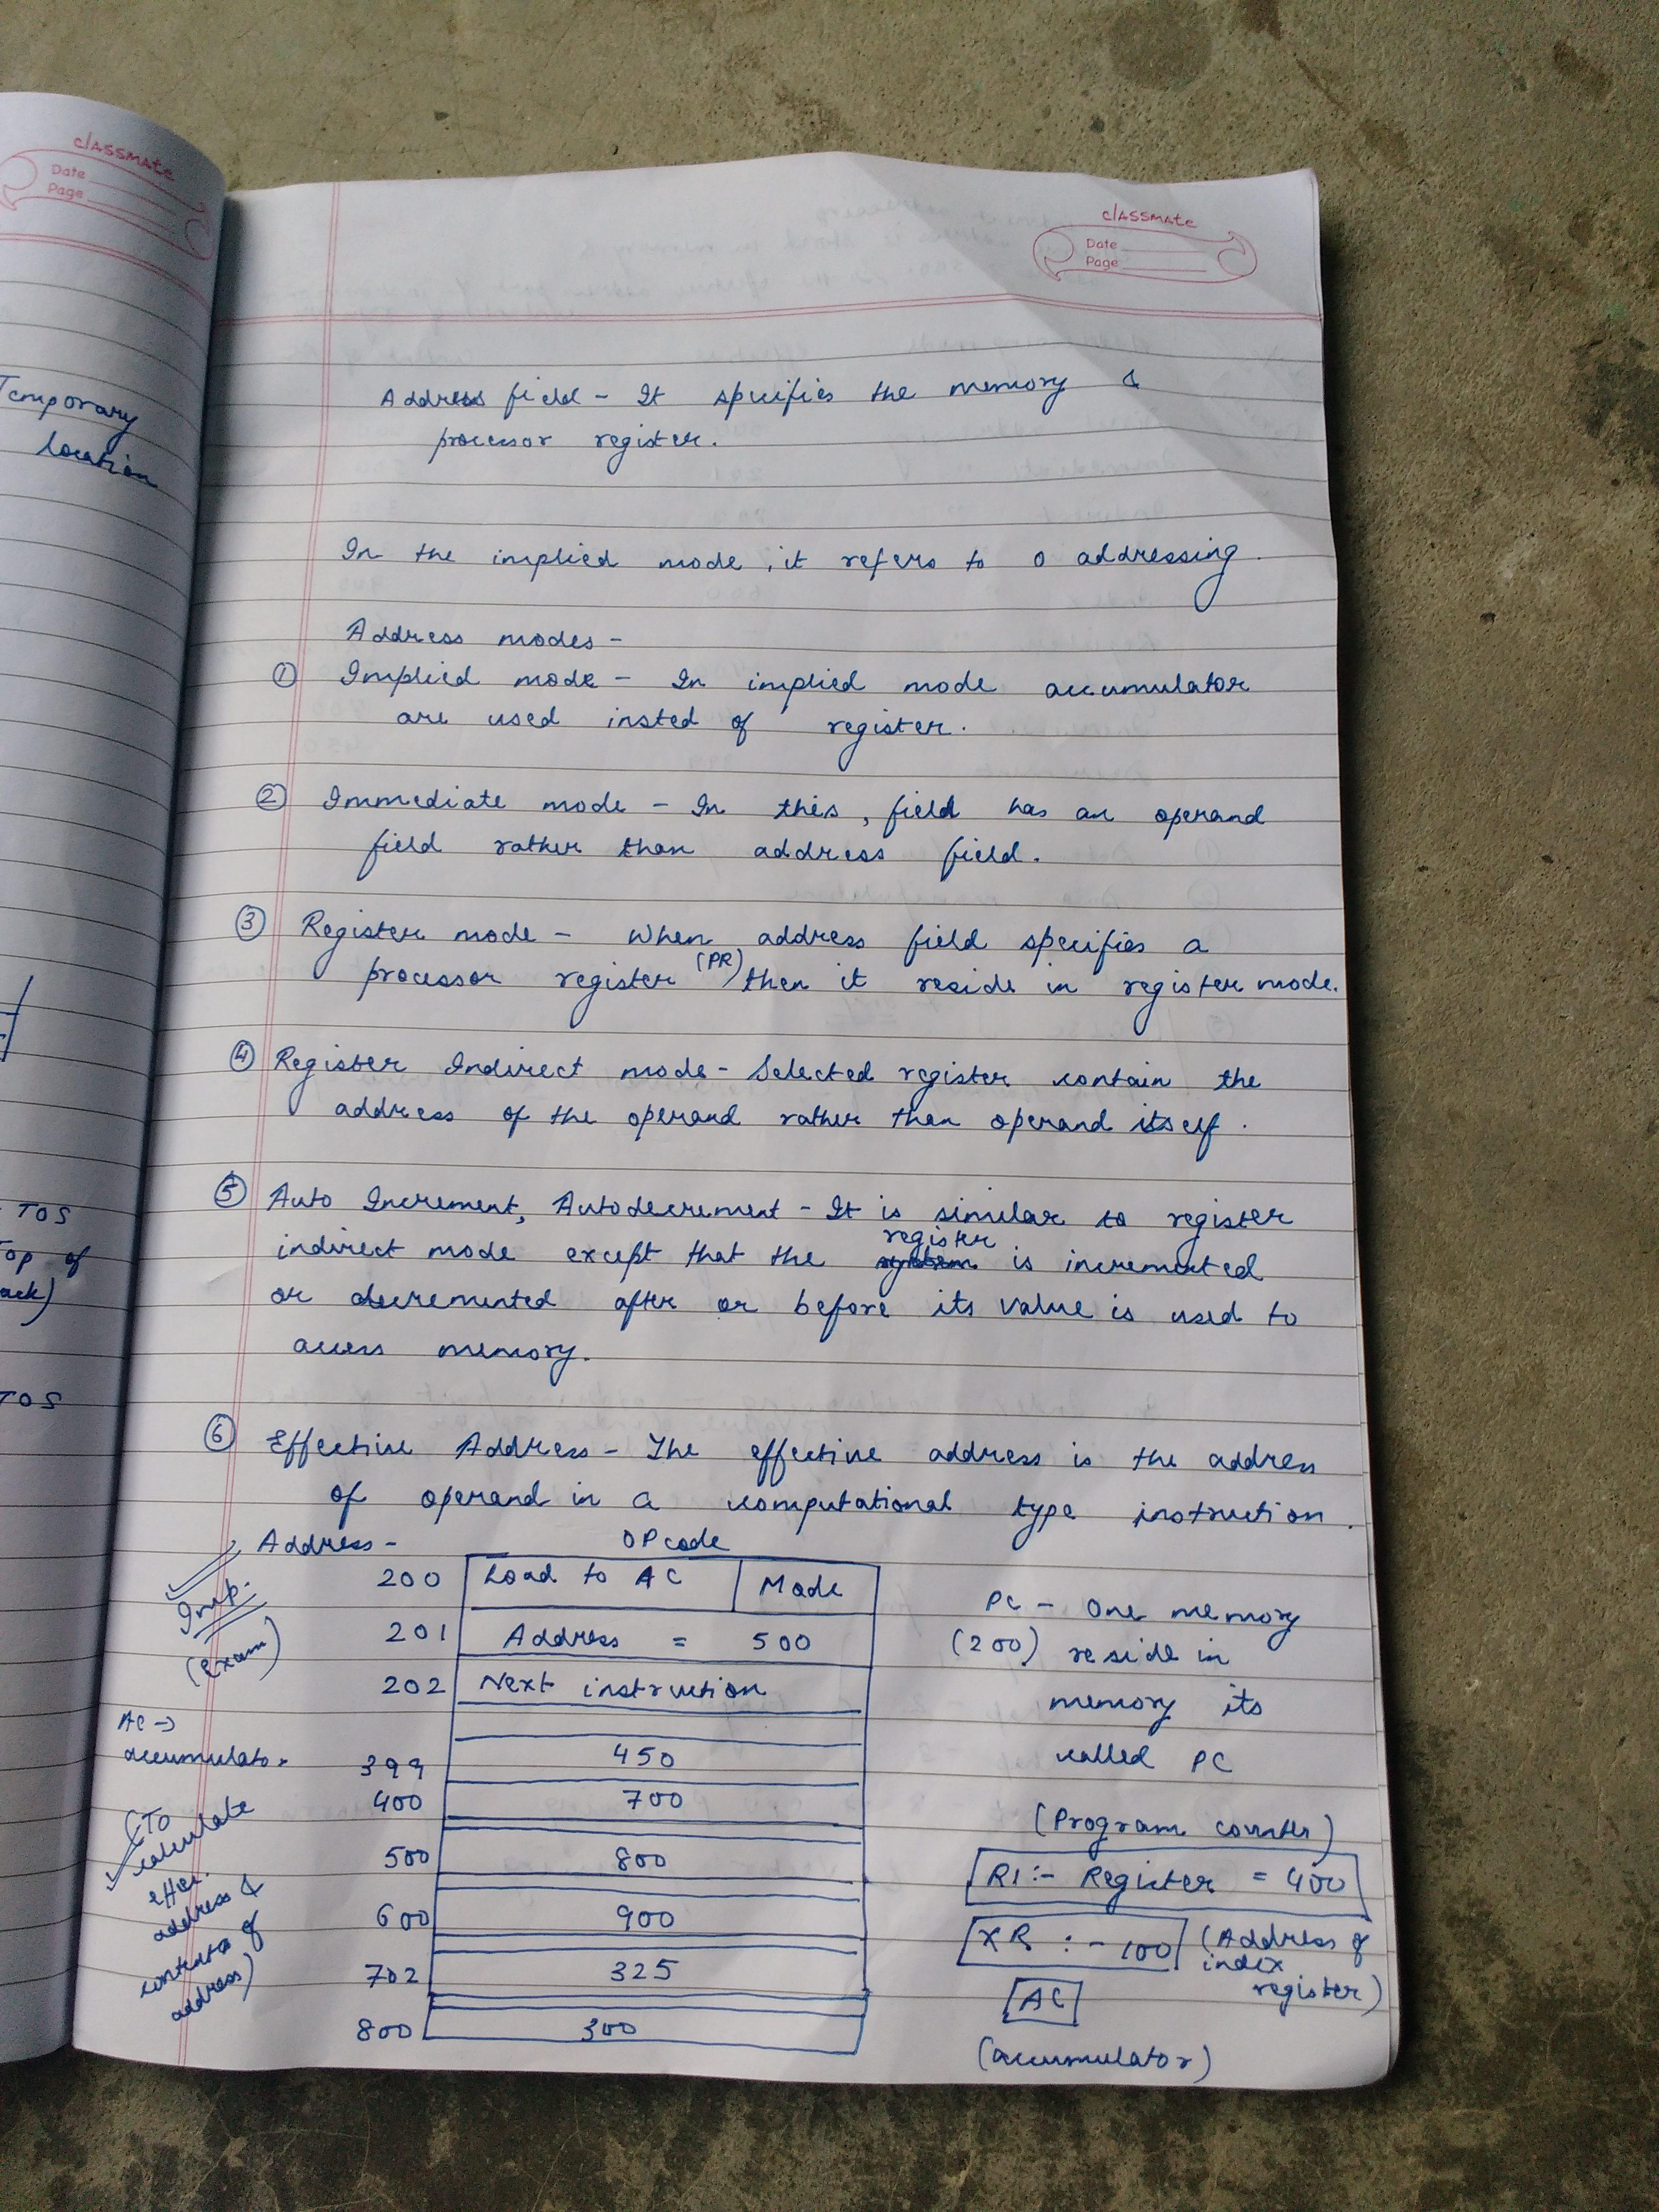 classmate
Date
Page
Temporary
location
TOS
Top of
TOS
classmate
Date
Page
Address field - It specifies the memory &
processor register.
In the implied mode, it refers to 0 addressing.
Address modes -
① Implied mode - In implied mode accumulator
are used insted of register.
② Immediate mode - In this, field has an operand
field rather than address field.
③ Register mode - When address field specifies a
processor register (PR) then it reside in register mode.
④ Register Indirect mode - Selected register contain the
address of the operand rather than operand itself.
⑤ Auto Increment, Autodecrement - It is similar to register
indirect mode except that the register is incremented
or decremented after or before its value is used to
access memory.
⑥ Effective Address - The effective address is the address
of operand in a computational type instruction.
Address - OPcode
Imp.
(exam)
200 Load to AC Mode
201 Address = 500
202 Next instruction
399 450
400 700
500 800
600 900
702 325
800 300
AC →
accumulator
(To
calculate
effec.
address &
contents of
address)
PC - One memory
(200) reside in
memory its
called PC
(Program counter)
R1 :- Register = 400
XR :- 100 (Address of
index
register)
AC
(accumulator)